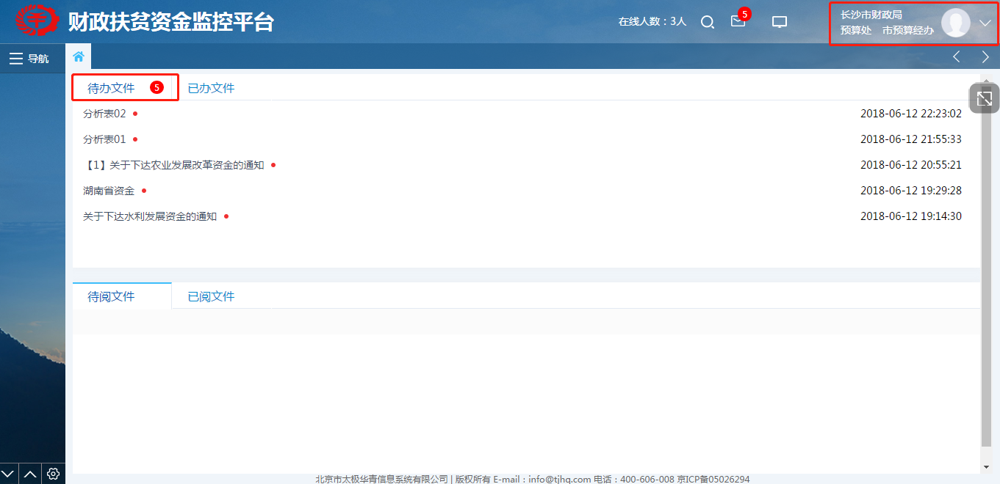 财政扶贫资金监控平台
在线人数：3人
5
长沙市财政局
预算处 市预算经办
导航
待办文件 5 已办文件
分析表02 2018-06-12 22:23:02
分析表01 2018-06-12 21:55:33
【1】关于下达农业发展改革资金的通知 2018-06-12 20:55:21
湖南省资金 2018-06-12 19:29:28
关于下达水利发展资金的通知 2018-06-12 19:14:30
待阅文件 已阅文件
北京市太极华青信息系统有限公司 | 版权所有 E-mail：info@tjhq.com 电话：400-606-008 京ICP备05026294